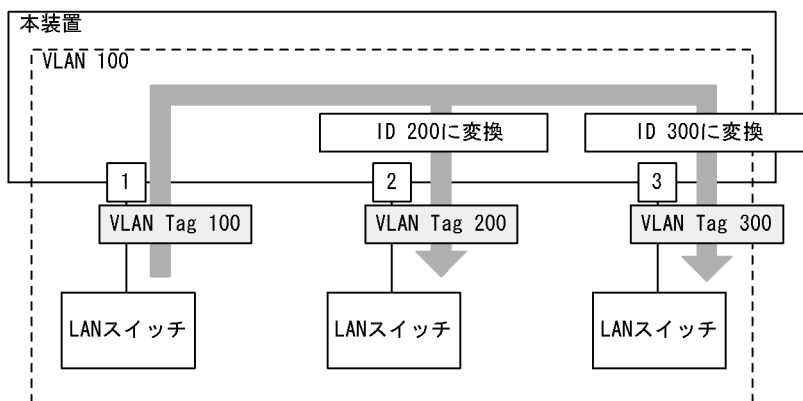 本装置
VLAN 100
ID 200に変換
ID 300に変換
1
2
3
VLAN Tag 100
VLAN Tag 200
VLAN Tag 300
LANスイッチ
LANスイッチ
LANスイッチ